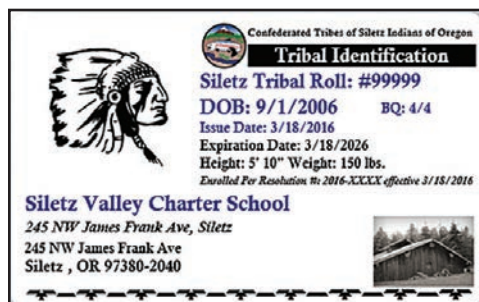 Confederated Tribes of Siletz Indians of Oregon
Tribal Identification
Siletz Tribal Roll: #99999
DOB: 9/1/2006 BQ: 4/4
Issue Date: 3/18/2016
Expiration Date: 3/18/2026
Height: 5' 10" Weight: 150 lbs.
Enrolled Per Resolution #: 2016-XXXX effective 3/18/2016
Siletz Valley Charter School
245 NW James Frank Ave, Siletz
245 NW James Frank Ave
Siletz , OR 97380-2040